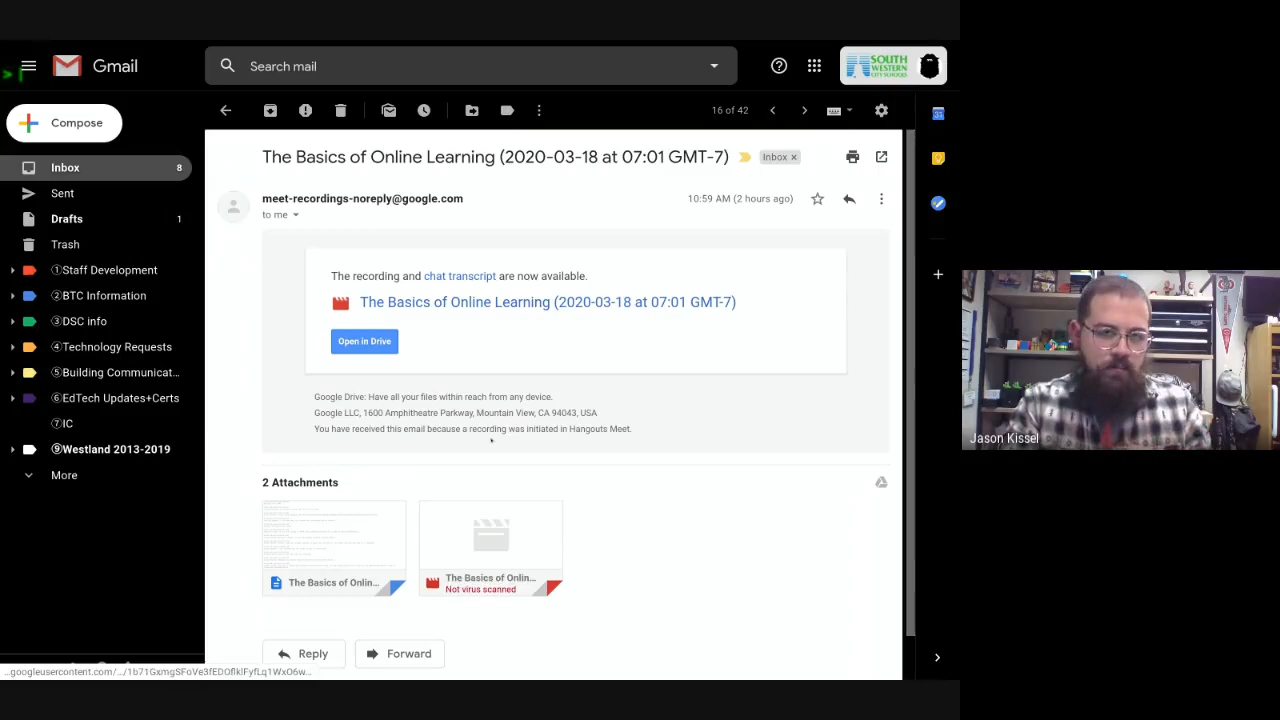 Gmail
Search mail
SOUTH
WESTERN
CITY SCHOOLS
Compose
16 of 42
Inbox
8
Sent
Drafts
1
Trash
①Staff Development
②BTC Information
③DSC info
④Technology Requests
⑤Building Communicat...
⑥EdTech Updates+Certs
⑦IC
⑨Westland 2013-2019
More
The Basics of Online Learning (2020-03-18 at 07:01 GMT-7)
Inbox x
meet-recordings-noreply@google.com
10:59 AM (2 hours ago)
to me
The recording and chat transcript are now available.
The Basics of Online Learning (2020-03-18 at 07:01 GMT-7)
Open in Drive
Google Drive: Have all your files within reach from any device.
Google LLC, 1600 Amphitheatre Parkway, Mountain View, CA 94043, USA
You have received this email because a recording was initiated in Hangouts Meet.
2 Attachments
The Basics of Onlin...
The Basics of Onlin...
Not virus scanned
Reply
Forward
Jason Kissel